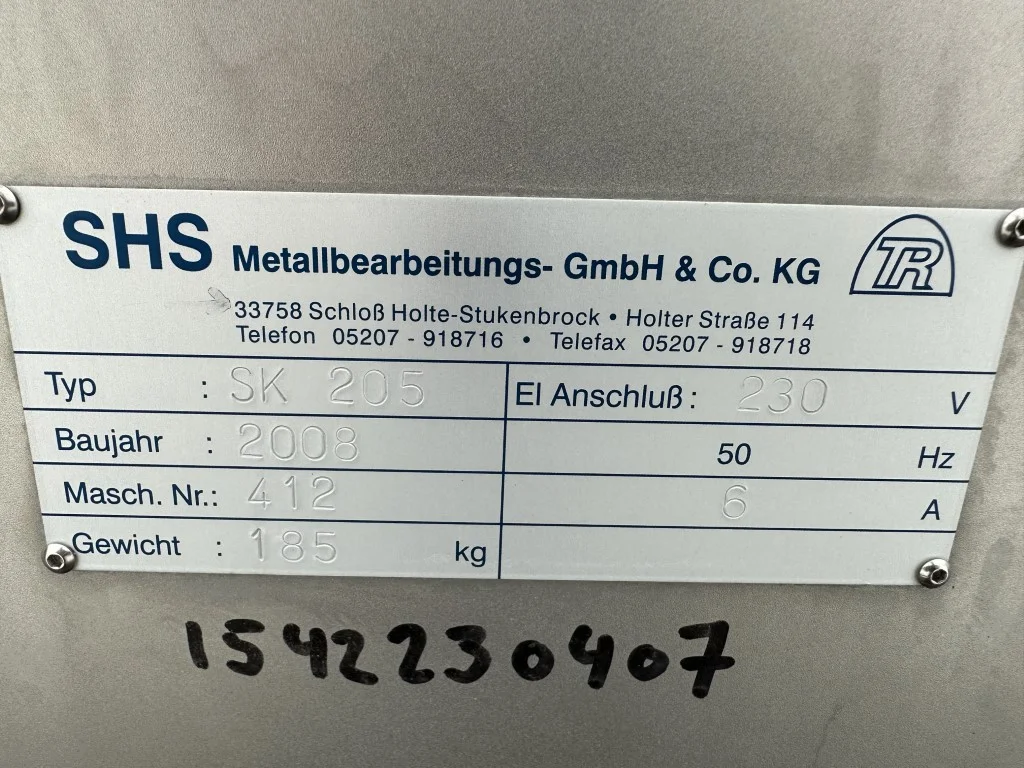 SHS Metallbearbeitungs- GmbH & Co. KG TR
33758 Schloß Holte-Stukenbrock • Holter Straße 114
Telefon 05207 - 918716 • Telefax 05207 - 918718
Typ : SK 205 El Anschluß: 230 V
Baujahr : 2008 50 Hz
Masch. Nr.: 412 6 A
Gewicht : 185 kg
1542230407